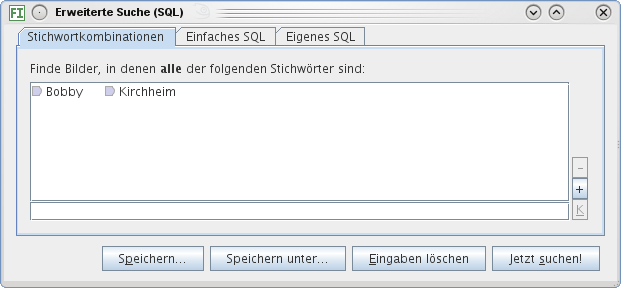 FI Erweiterte Suche (SQL)
Stichwortkombinationen Einfaches SQL Eigenes SQL
Finde Bilder, in denen alle der folgenden Stichwörter sind:
Bobby Kirchheim
-
+
K
Speichern... Speichern unter... Eingaben löschen Jetzt suchen!